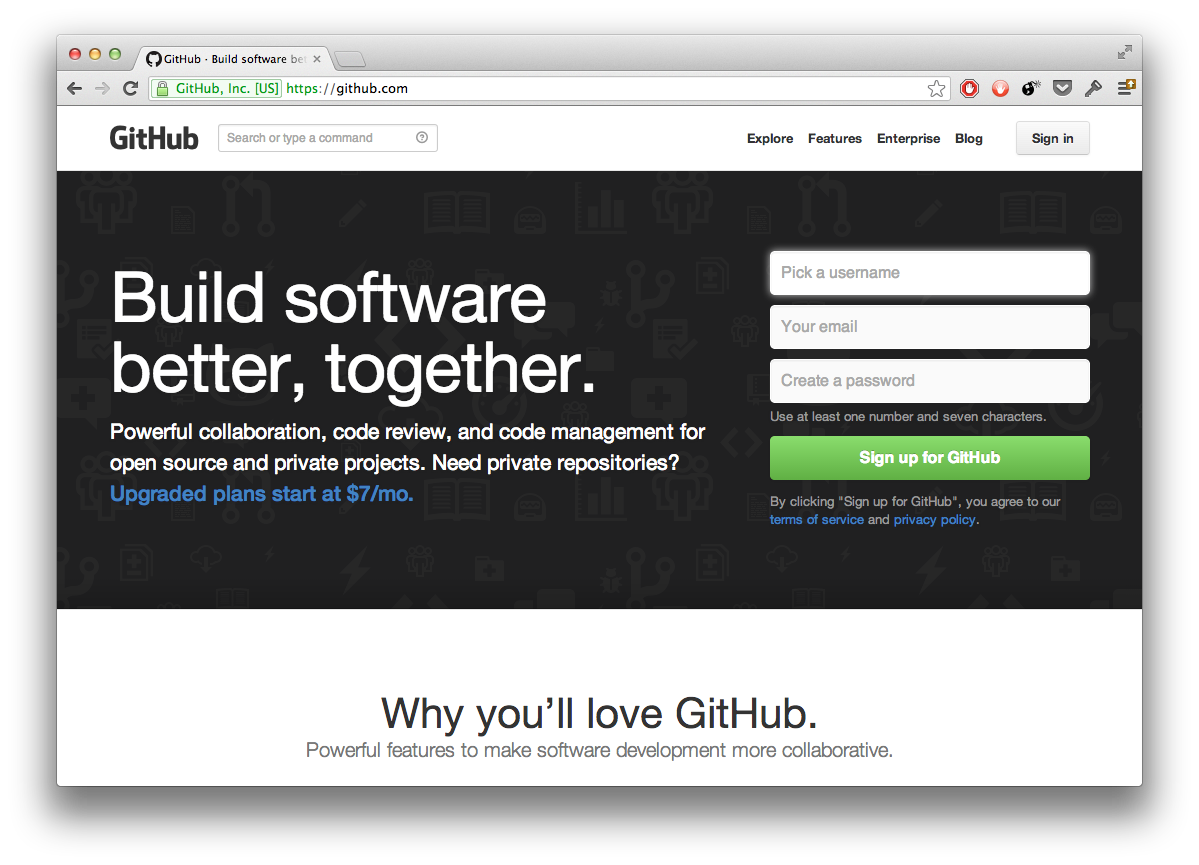 GitHub · Build software be
GitHub, Inc. [US] https://github.com
GitHub
Search or type a command
Explore Features Enterprise Blog Sign in
Build software
better, together.
Powerful collaboration, code review, and code management for
open source and private projects. Need private repositories?
Upgraded plans start at $7/mo.
Pick a username
Your email
Create a password
Use at least one number and seven characters.
Sign up for GitHub
By clicking "Sign up for GitHub", you agree to our
terms of service and privacy policy.
Why you’ll love GitHub.
Powerful features to make software development more collaborative.